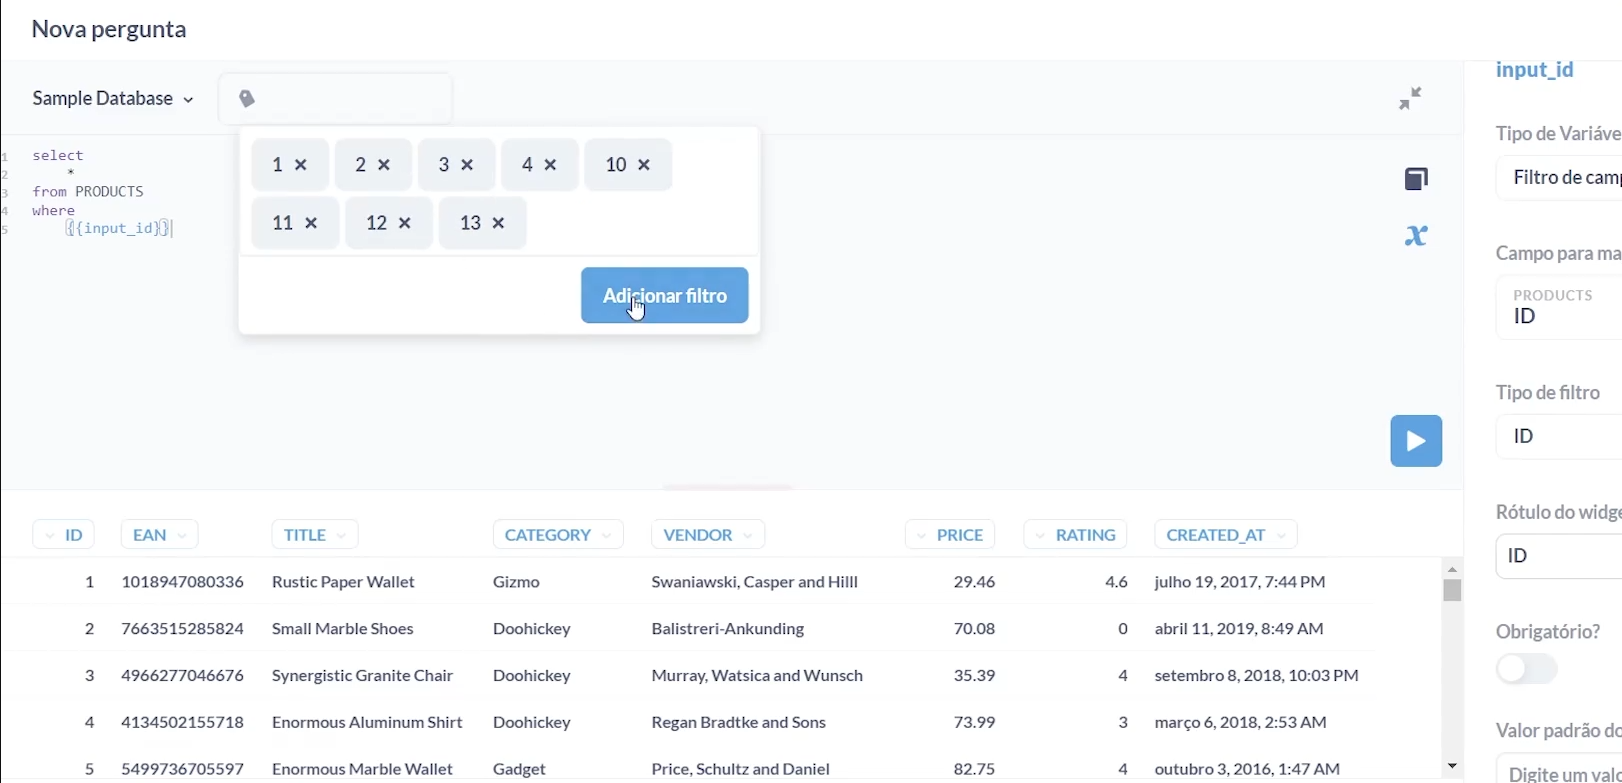 Nova pergunta
Sample Database
1 select
2 *
3 from PRODUCTS
4 where
5 {{input_id}}
1 × 2 × 3 × 4 × 10 ×
11 × 12 × 13 ×
Adicionar filtro
x
input_id
Tipo de Variáve
Filtro de camp
Campo para ma
PRODUCTS
ID
Tipo de filtro
ID
Rótulo do widge
ID
Obrigatório?
Valor padrão do
Digite um valo
ID EAN TITLE CATEGORY VENDOR PRICE RATING CREATED_AT
1 1018947080336 Rustic Paper Wallet Gizmo Swaniawski, Casper and Hilll 29.46 4.6 julho 19, 2017, 7:44 PM
2 7663515285824 Small Marble Shoes Doohickey Balistreri-Ankunding 70.08 0 abril 11, 2019, 8:49 AM
3 4966277046676 Synergistic Granite Chair Doohickey Murray, Watsica and Wunsch 35.39 4 setembro 8, 2018, 10:03 PM
4 4134502155718 Enormous Aluminum Shirt Doohickey Regan Bradtke and Sons 73.99 3 março 6, 2018, 2:53 AM
5 5499736705597 Enormous Marble Wallet Gadget Price, Schultz and Daniel 82.75 4 outubro 3, 2016, 1:47 AM